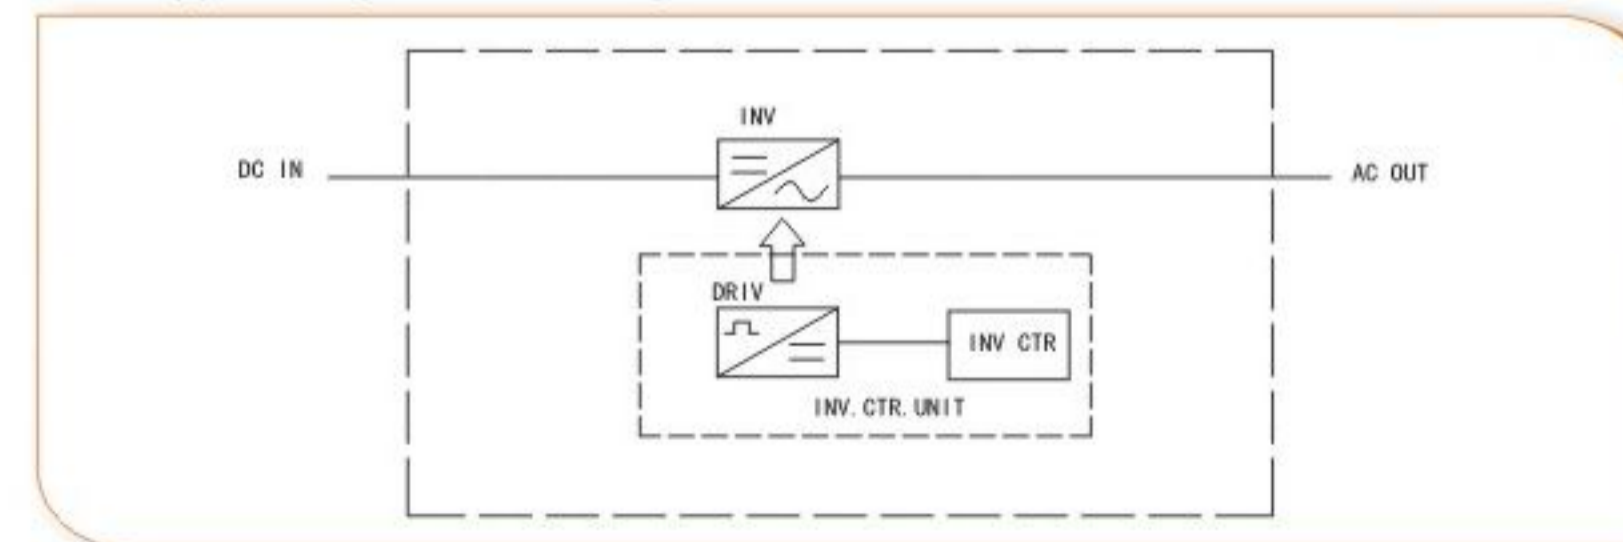 INV
DC IN
AC OUT
DRIV
INV CTR
INV. CTR. UNIT